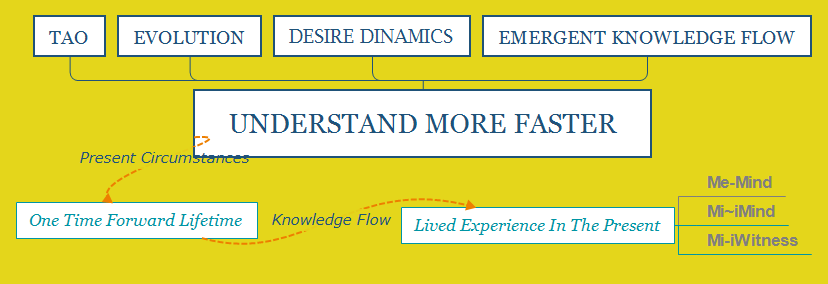 TAO
EVOLUTION
DESIRE DINAMICS
EMERGENT KNOWLEDGE FLOW
UNDERSTAND MORE FASTER
Present Circumstances
One Time Forward Lifetime
Knowledge Flow
Lived Experience In The Present
Me-Mind
Mi~iMind
Mi-iWitness